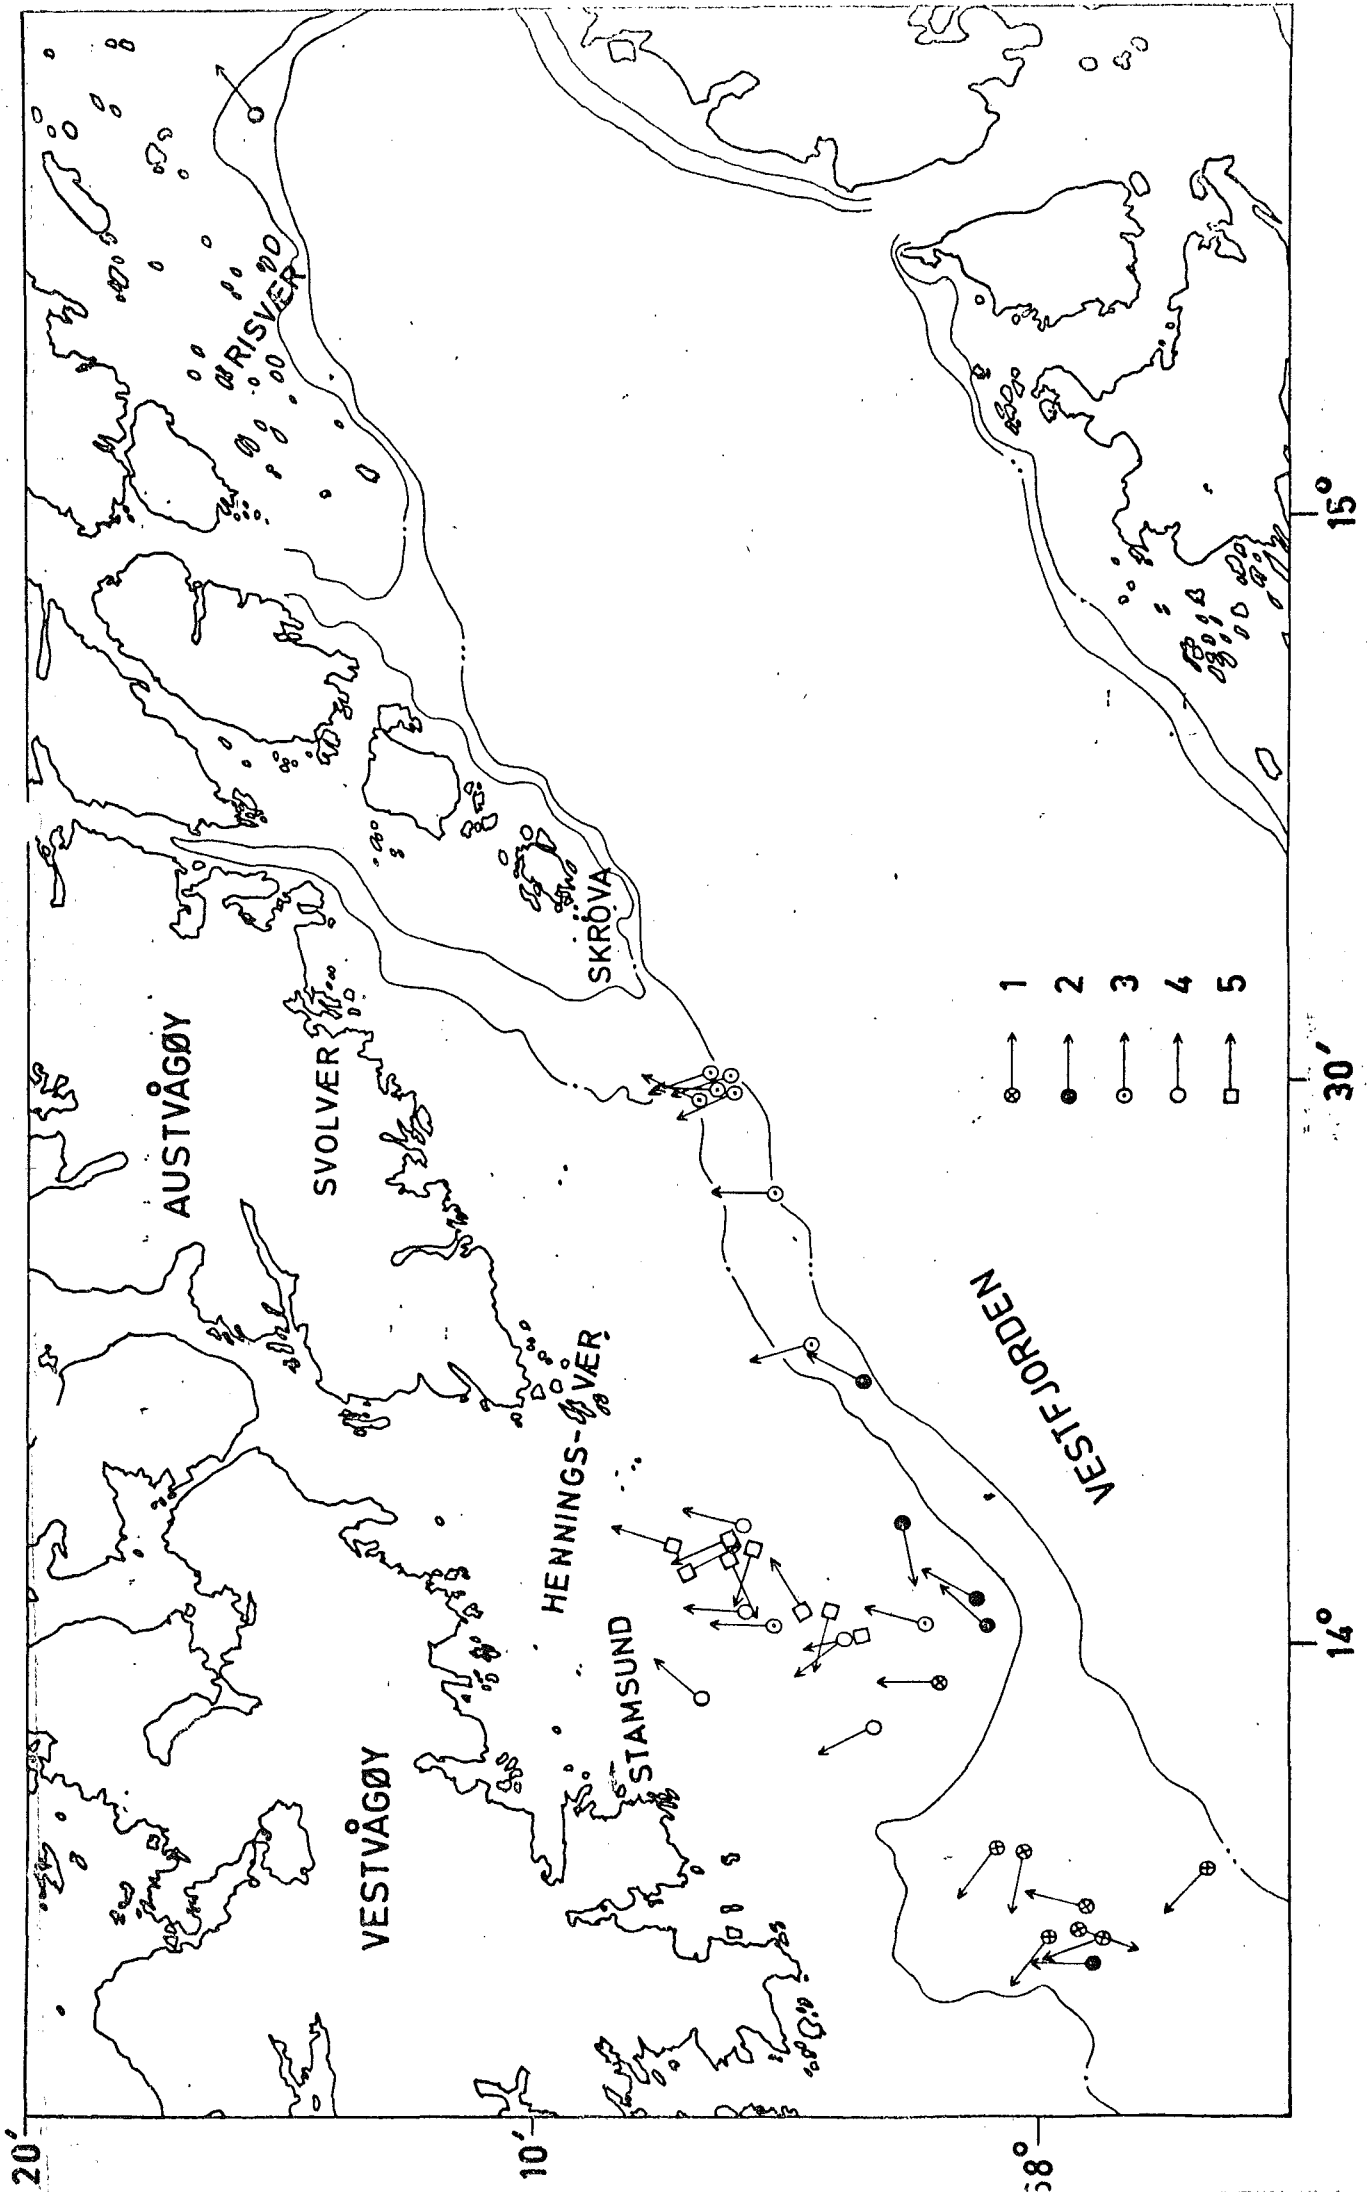 20'
10'
68°
RISVÆR
AUSTVÅGØY
SVOLVÆR
SKROVA
HENNINGS-
VÆR
VESTVÅGØY
STAMSUND
VESTFJORDEN
1
2
3
4
5
14°
30'
15°